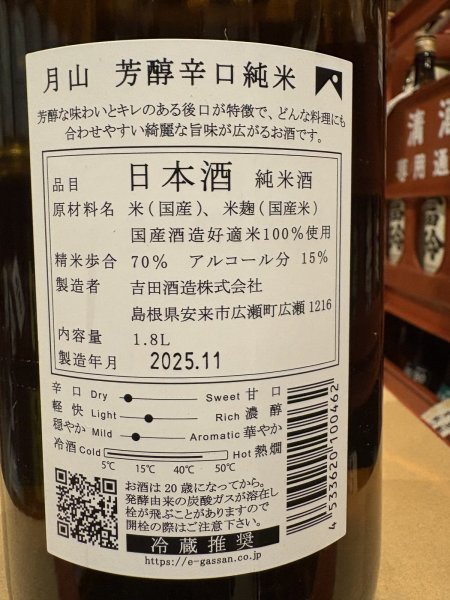 月山 芳醇辛口純米
芳醇な味わいとキレのある後口が特徴で、どんな料理にも
合わせやすい綺麗な旨味が広がるお酒です。
品目 日本酒 純米酒
原材料名 米(国産)、米麹(国産米)
国産酒造好適米100%使用
精米歩合 70% アルコール分 15%
製造者 吉田酒造株式会社
島根県安来市広瀬町広瀬 1216
内容量 1.8L
製造年月 2025.11
辛口 Dry Sweet 甘口
軽快 Light Rich 濃醇
穏やか Mild Aromatic 華やか
冷酒 Cold Hot 熱燗
5℃ 15℃ 40℃ 50℃
お酒は20歳になってから。
発酵由来の炭酸ガスが溶存し
栓が飛ぶことがありますので
開栓の際はご注意下さい。
冷蔵推奨
https://e-gassan.co.jp
4533620100462
清酒
専用通